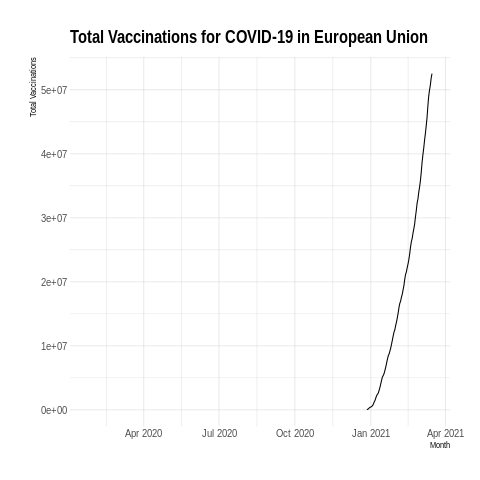 Total Vaccinations for COVID-19 in European Union
Total Vaccinations
5e+07
4e+07
3e+07
2e+07
1e+07
0e+00
Apr 2020 Jul 2020 Oct 2020 Jan 2021 Apr 2021
Month